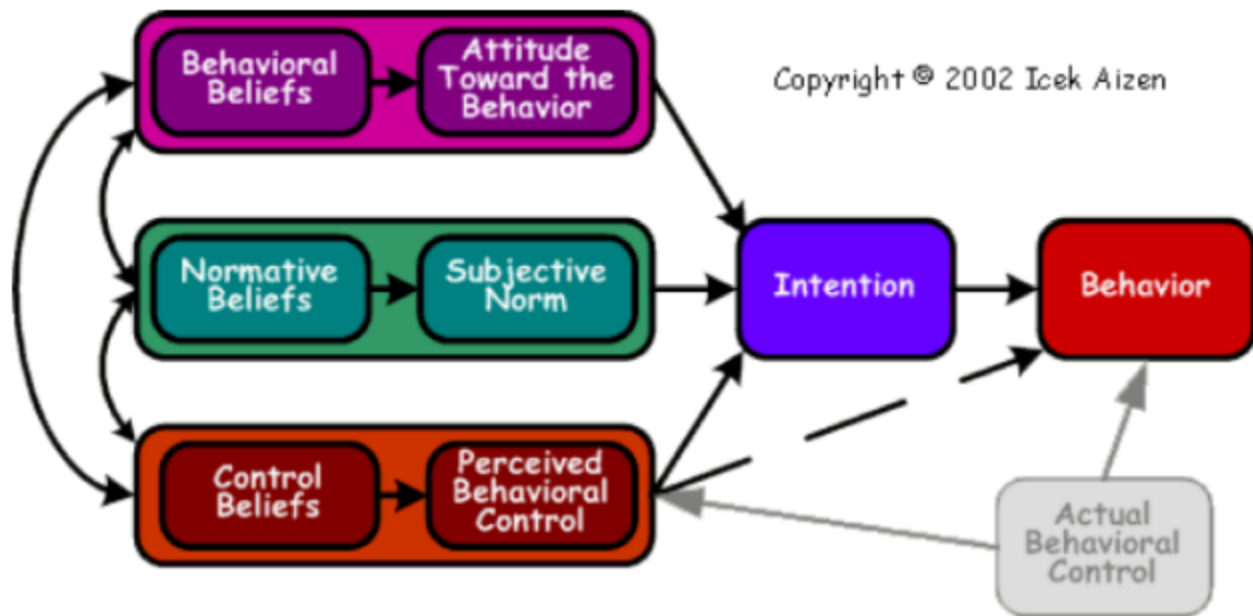 Behavioral
Beliefs
Attitude
Toward the
Behavior
Copyright © 2002 Icek Aizen
Normative
Beliefs
Subjective
Norm
Intention
Behavior
Control
Beliefs
Perceived
Behavioral
Control
Actual
Behavioral
Control